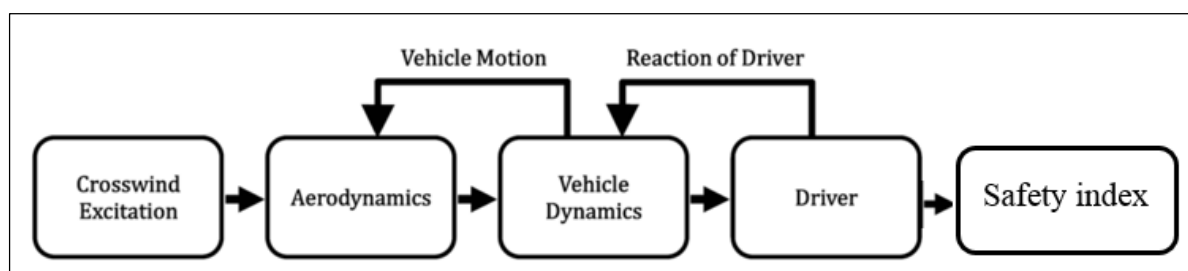 Vehicle Motion
Reaction of Driver
Crosswind
Excitation
Aerodynamics
Vehicle
Dynamics
Driver
Safety index